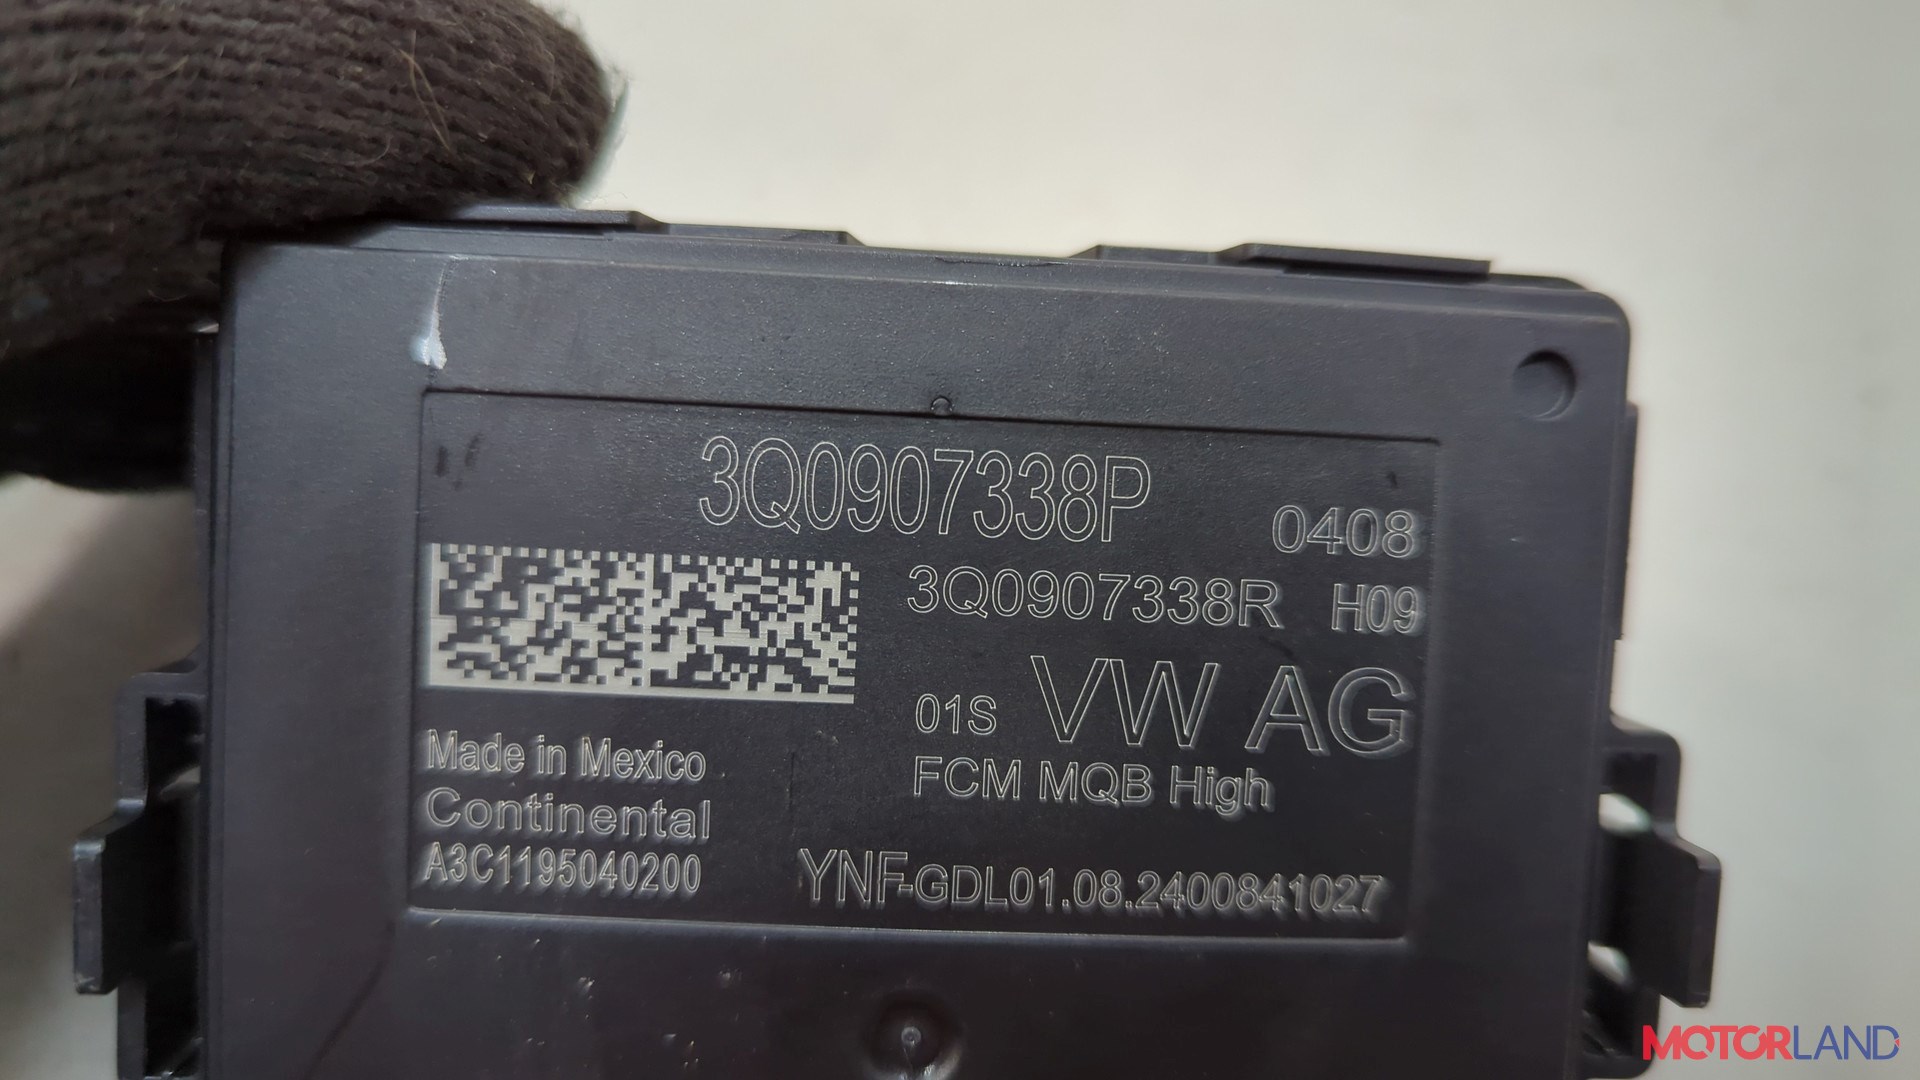 3Q0907338P 0408
3Q0907338R H09
01S VW AG
FCM MQB High
Made in Mexico
Continental
A3C1195040200
YNF-GDL01.08.2400841027
MOTORLAND